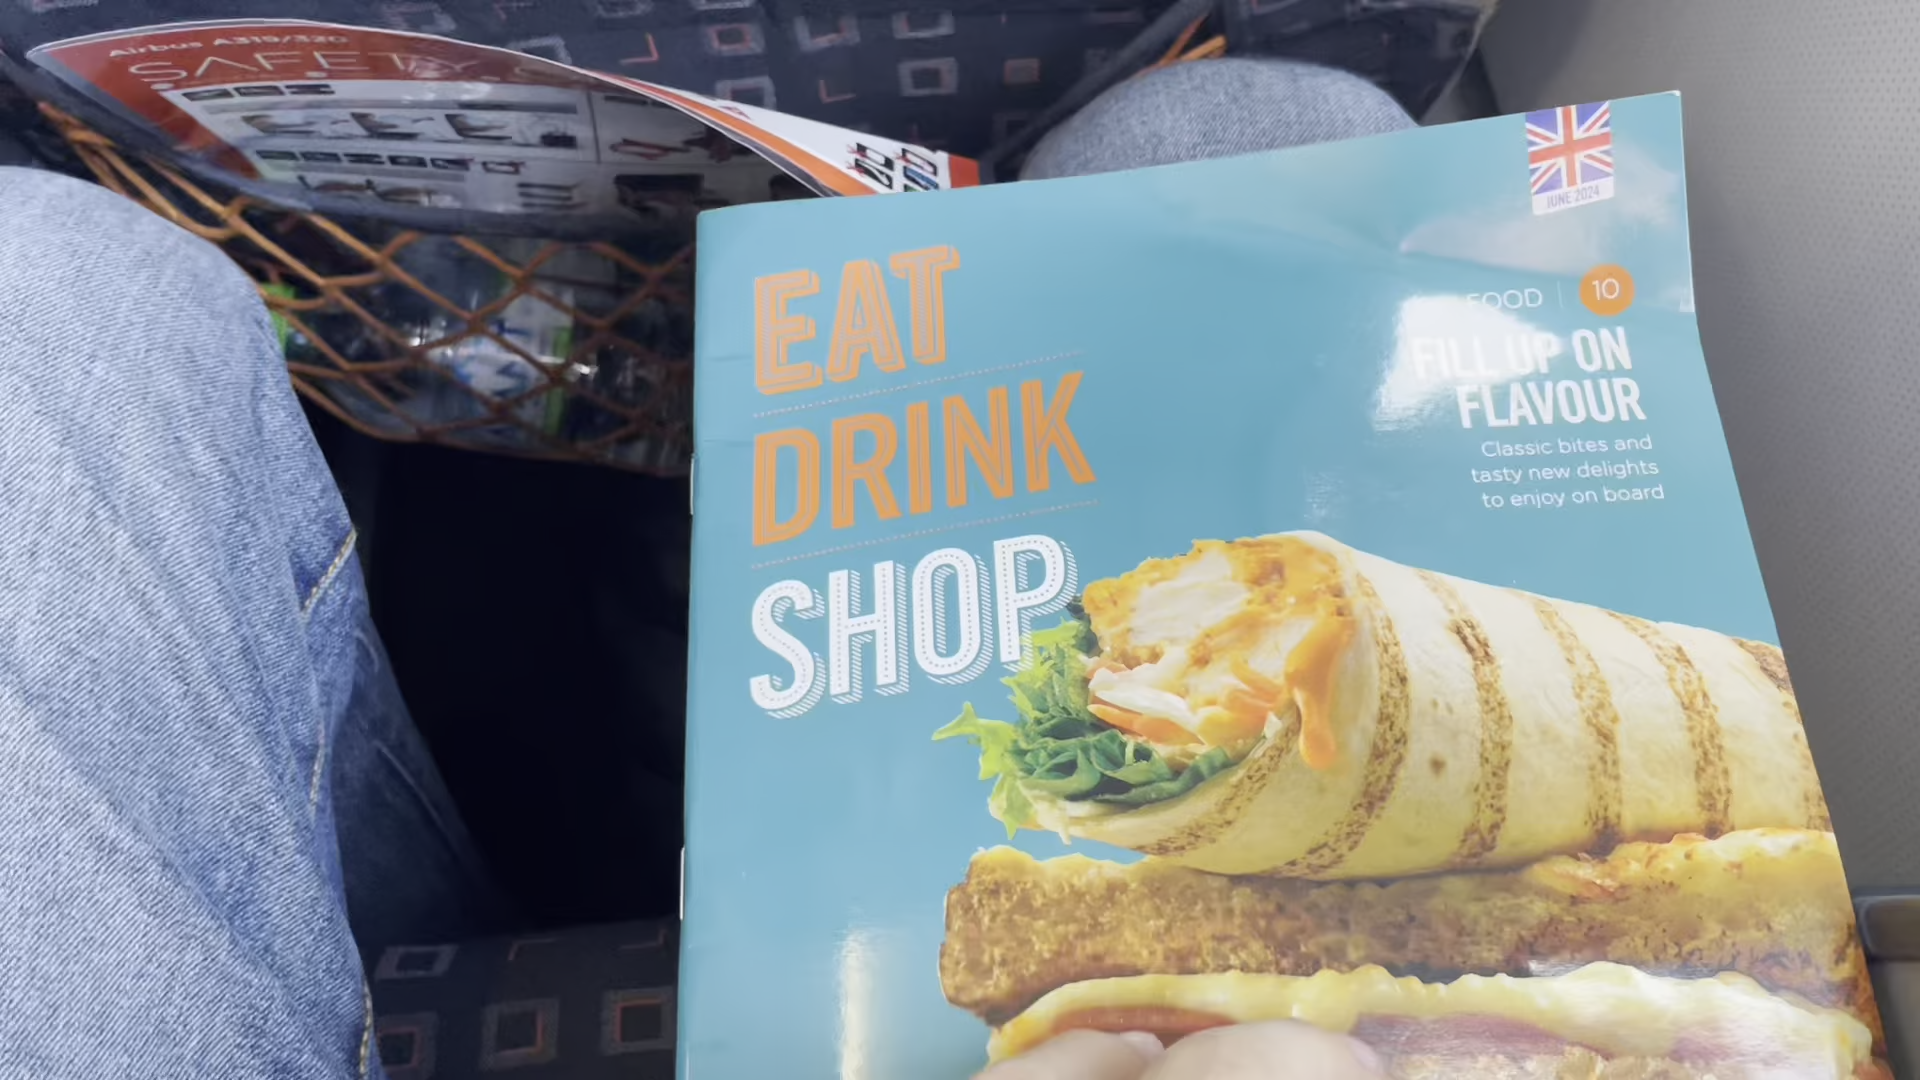 Airbus A319/320
SAFETY
JUNE 2024
EAT
DRINK
SHOP
FOOD | 10
FILL UP ON
FLAVOUR
Classic bites and
tasty new delights
to enjoy on board